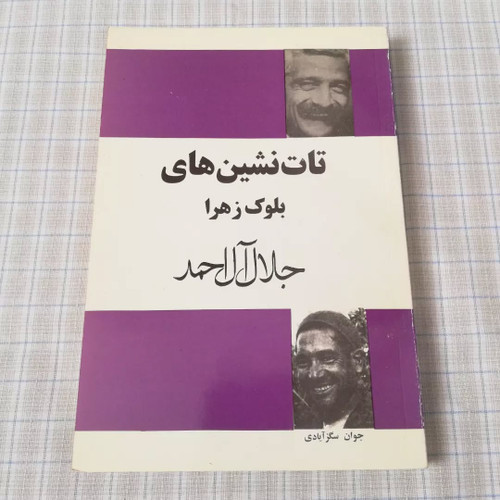 تات‌نشین‌های
بلوک زهرا
جلال آل احمد
جوان سگزآبادی